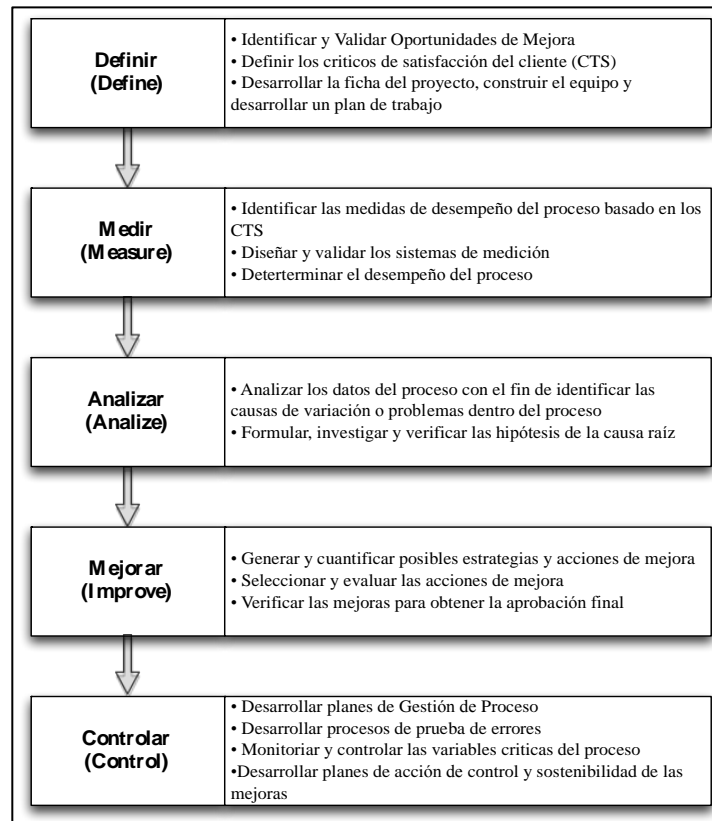 Definir
(Define)
• Identificar y Validar Oportunidades de Mejora
• Definir los criticos de satisfacción del cliente (CTS)
• Desarrollar la ficha del proyecto, construir el equipo y
desarrollar un plan de trabajo
Medir
(Measure)
• Identificar las medidas de desempeño del proceso basado en los
CTS
• Diseñar y validar los sistemas de medición
• Deterterminar el desempeño del proceso
Analizar
(Analize)
• Analizar los datos del proceso con el fin de identificar las
causas de variación o problemas dentro del proceso
• Formular, investigar y verificar las hipótesis de la causa raíz
Mejorar
(Improve)
• Generar y cuantificar posibles estrategias y acciones de mejora
• Seleccionar y evaluar las acciones de mejora
• Verificar las mejoras para obtener la aprobación final
Controlar
(Control)
• Desarrollar planes de Gestión de Proceso
• Desarrollar procesos de prueba de errores
• Monitoriar y controlar las variables criticas del proceso
•Desarrollar planes de acción de control y sostenibilidad de las
mejoras